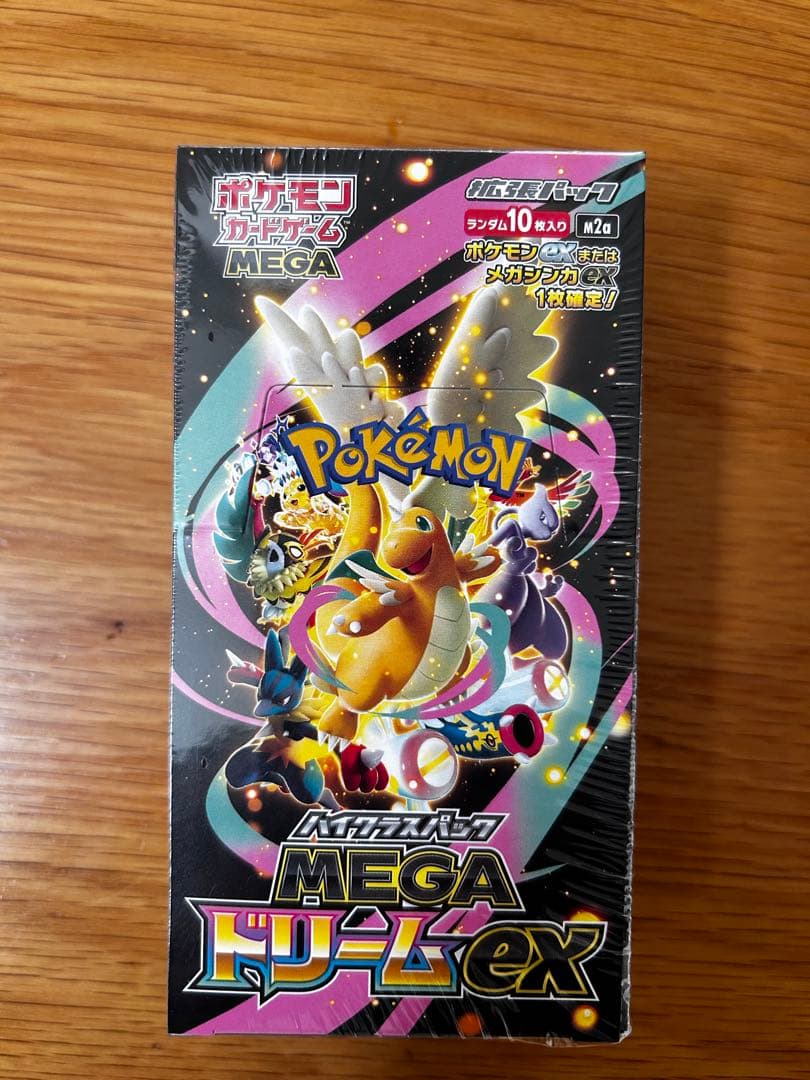 ポケモン
カードゲーム™
MEGA
拡張パック
ランダム10枚入り M2a
ポケモンexまたは
メガシンカex
1枚確定!
POKéMON
ハイクラスパック
MEGA
ドリームex